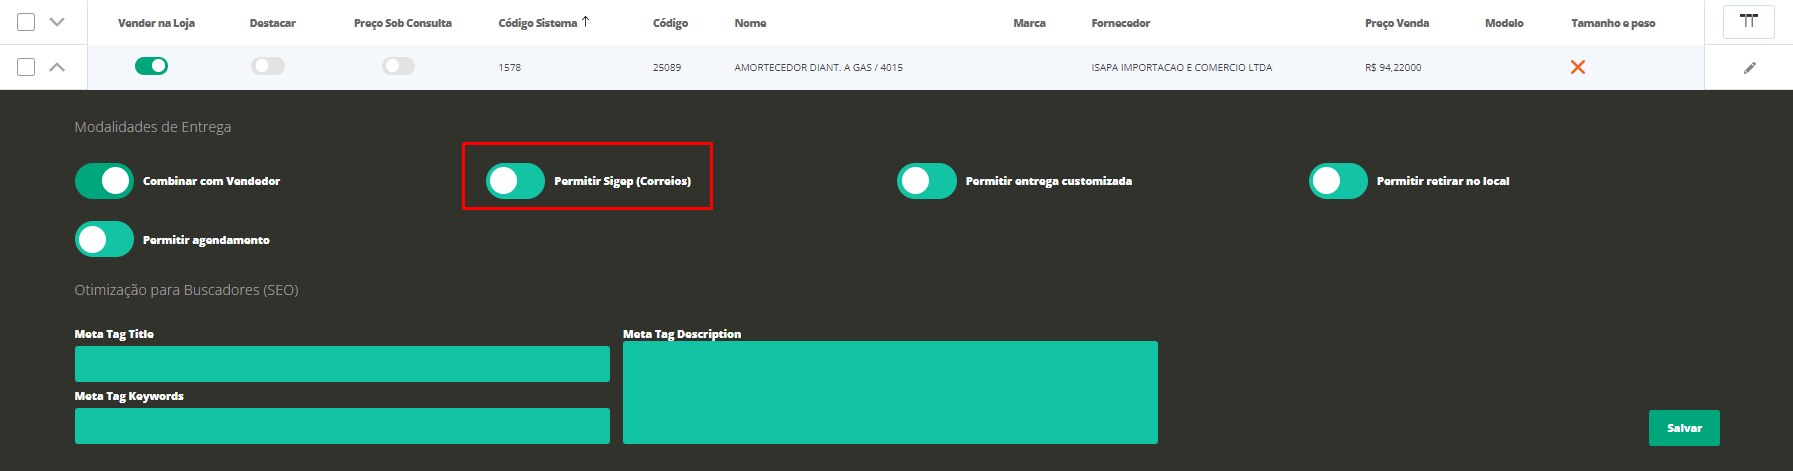 Vender na Loja Destacar Preço Sob Consulta Código Sistema ↑ Código Nome Marca Fornecedor Preço Venda Modelo Tamanho e peso
1578 25089 AMORTECEDOR DIANT. A GAS / 4015 ISAPA IMPORTACAO E COMERCIO LTDA R$ 94,22000
Modalidades de Entrega
Combinar com Vendedor Permitir Sigep (Correios) Permitir entrega customizada Permitir retirar no local
Permitir agendamento
Otimização para Buscadores (SEO)
Meta Tag Title Meta Tag Description
Meta Tag Keywords
Salvar